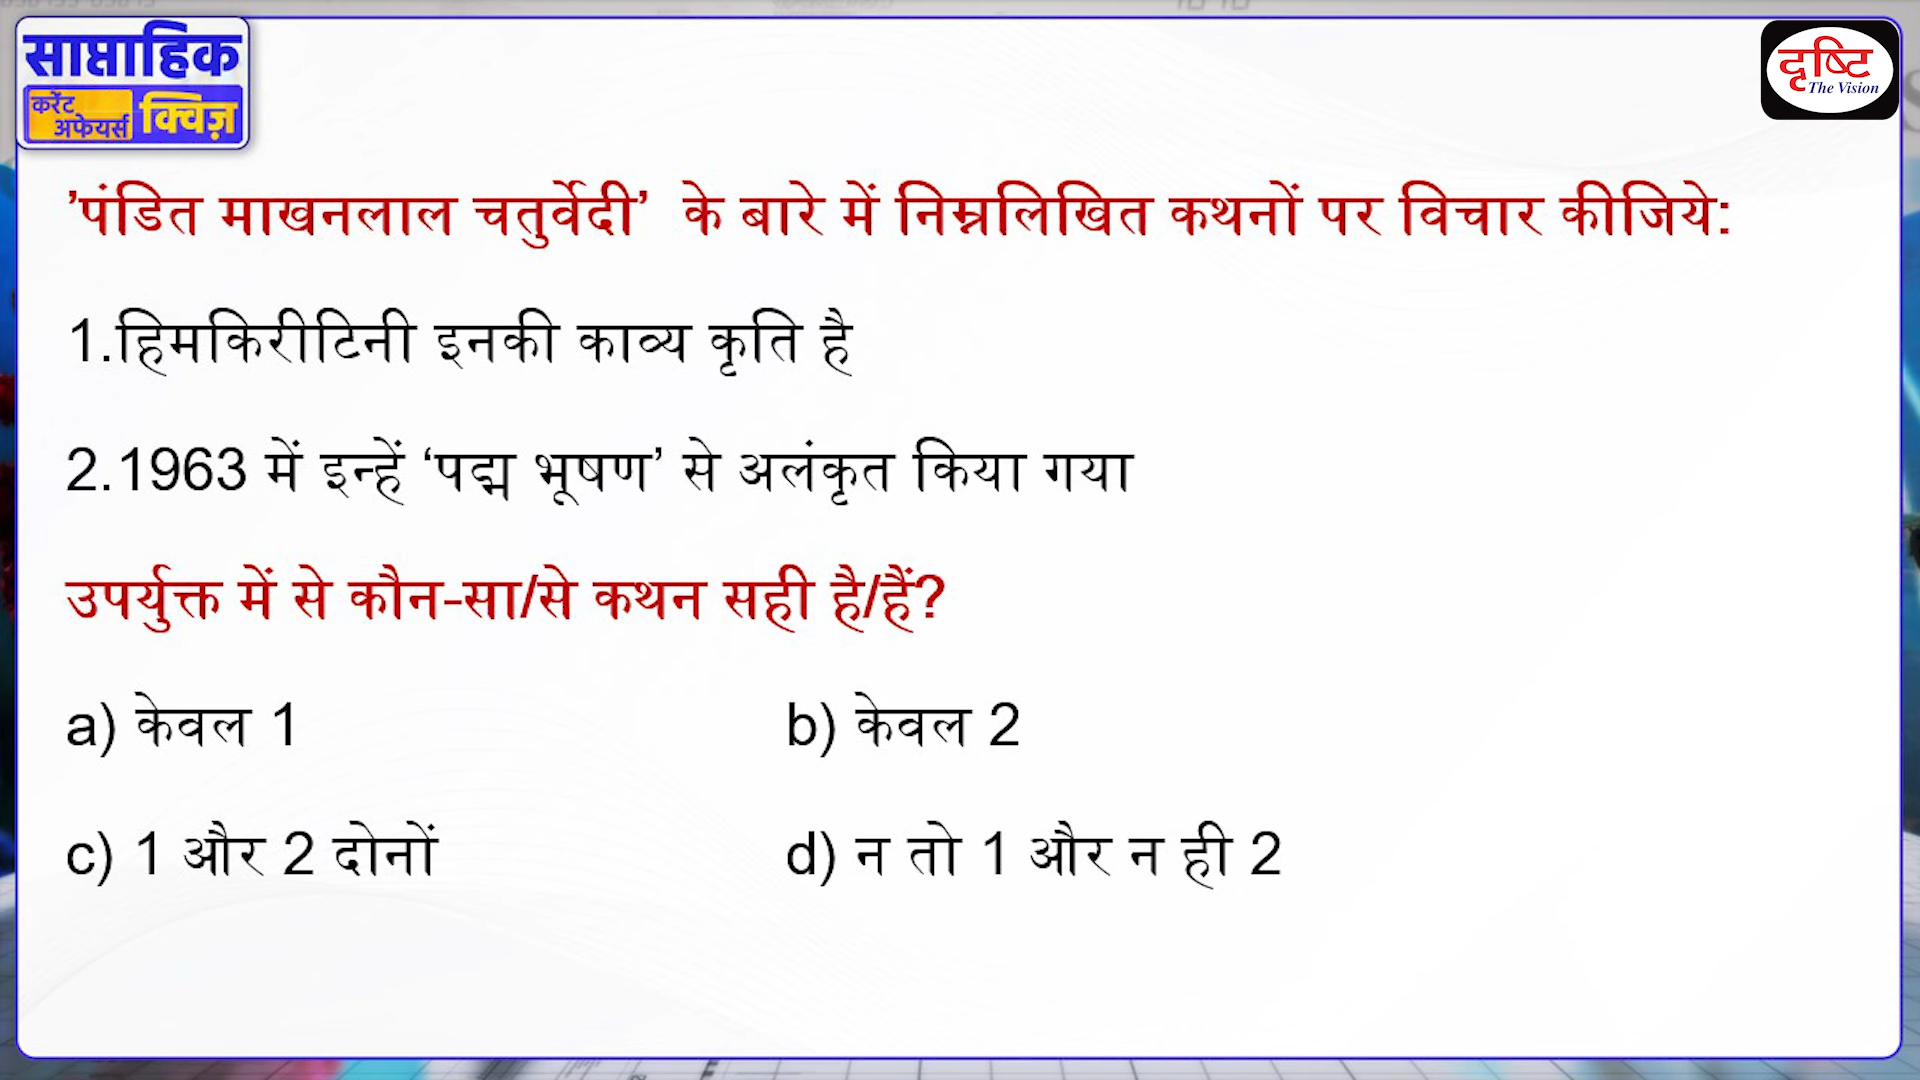 साप्ताहिक
करेंट
अफेयर्स क्विज़
दृष्टि
The Vision
’पंडित माखनलाल चतुर्वेदी’ के बारे में निम्नलिखित कथनों पर विचार कीजिये:
1.हिमकिरीटिनी इनकी काव्य कृति है
2.1963 में इन्हें ‘पद्म भूषण’ से अलंकृत किया गया
उपर्युक्त में से कौन-सा/से कथन सही है/हैं?
a) केवल 1 b) केवल 2
c) 1 और 2 दोनों d) न तो 1 और न ही 2